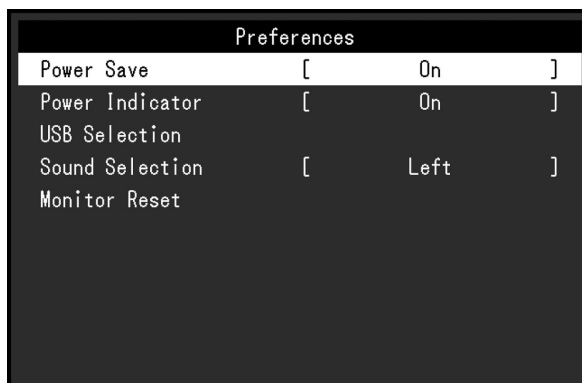 Preferences
Power Save [ On ]
Power Indicator [ On ]
USB Selection
Sound Selection [ Left ]
Monitor Reset